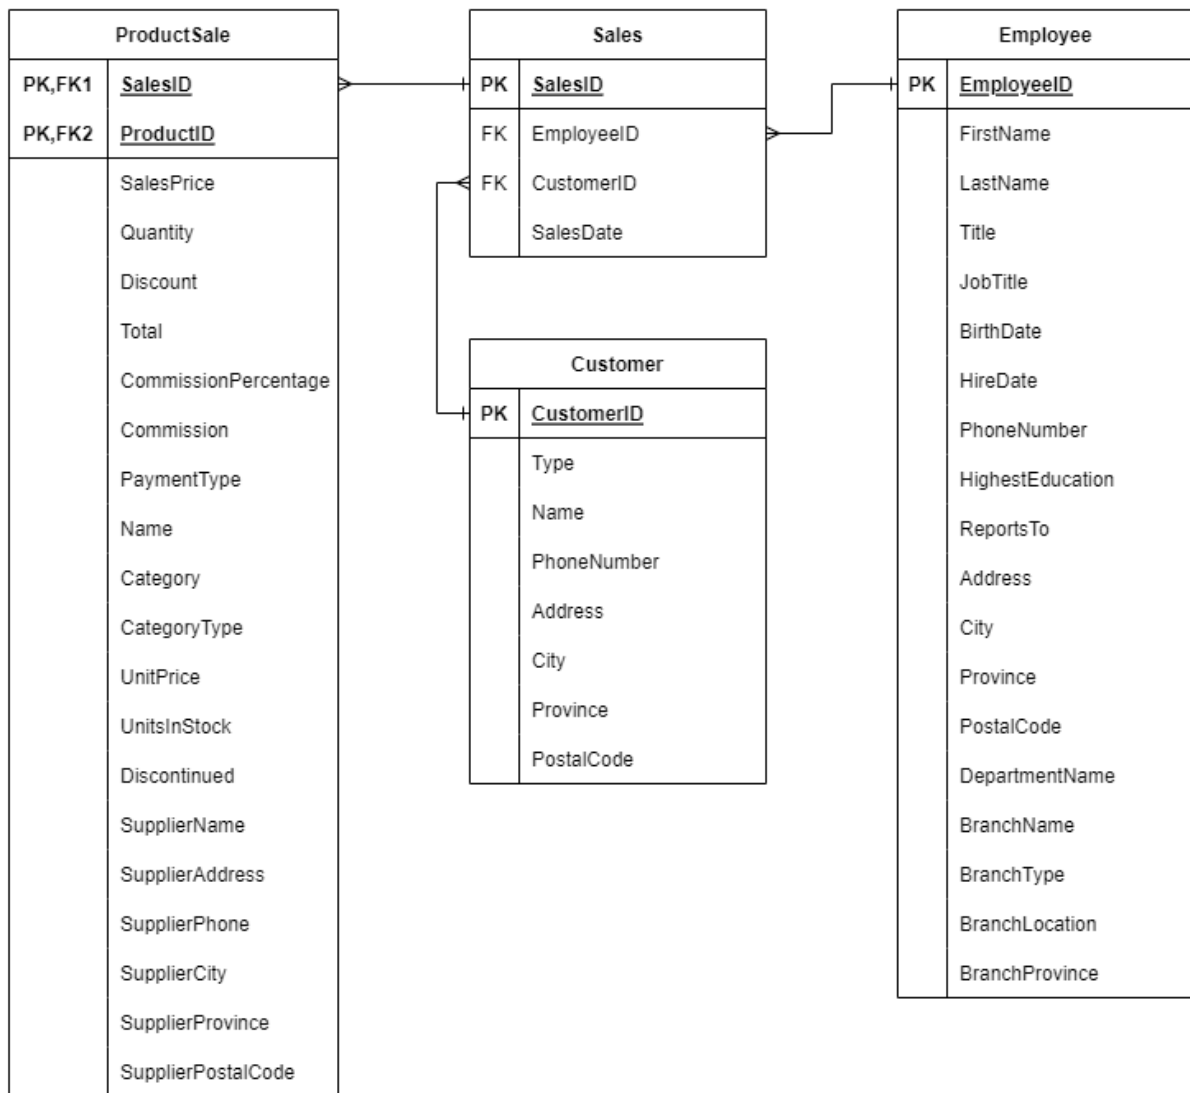 ProductSale
PK,FK1 SalesID
PK,FK2 ProductID
SalesPrice
Quantity
Discount
Total
CommissionPercentage
Commission
PaymentType
Name
Category
CategoryType
UnitPrice
UnitsInStock
Discontinued
SupplierName
SupplierAddress
SupplierPhone
SupplierCity
SupplierProvince
SupplierPostalCode
Sales
PK SalesID
FK EmployeeID
FK CustomerID
SalesDate
Customer
PK CustomerID
Type
Name
PhoneNumber
Address
City
Province
PostalCode
Employee
PK EmployeeID
FirstName
LastName
Title
JobTitle
BirthDate
HireDate
PhoneNumber
HighestEducation
ReportsTo
Address
City
Province
PostalCode
DepartmentName
BranchName
BranchType
BranchLocation
BranchProvince